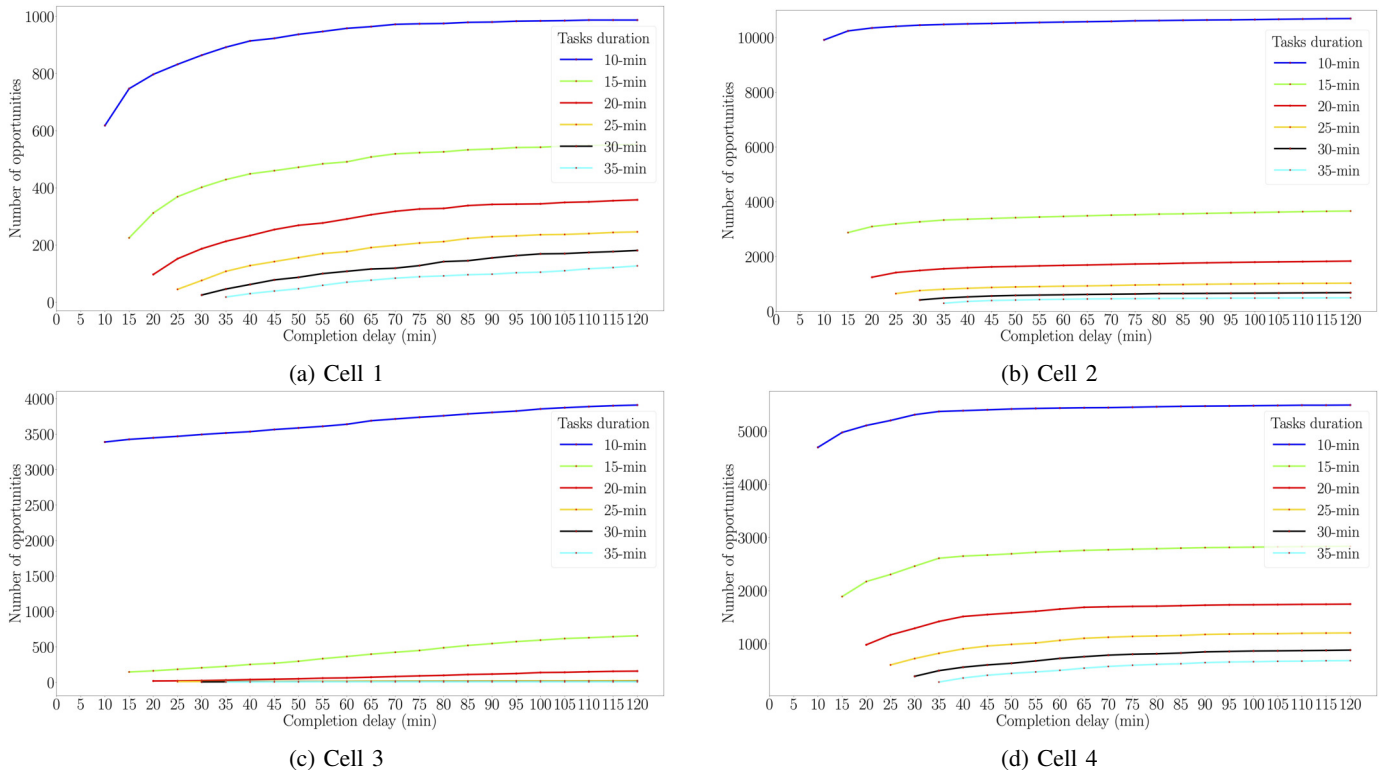 1000
800
600
400
200
0
Number of opportunities
Tasks duration
10-min
15-min
20-min
25-min
30-min
35-min
0 5 10 15 20 25 30 35 40 45 50 55 60 65 70 75 80 85 90 95 100 105 110 115 120
Completion delay (min)
(a) Cell 1
10000
8000
6000
4000
2000
0
Number of opportunities
Tasks duration
10-min
15-min
20-min
25-min
30-min
35-min
0 5 10 15 20 25 30 35 40 45 50 55 60 65 70 75 80 85 90 95 100 105 110 115 120
Completion delay (min)
(b) Cell 2
4000
3500
3000
2500
2000
1500
1000
500
0
Number of opportunities
Tasks duration
10-min
15-min
20-min
25-min
30-min
35-min
0 5 10 15 20 25 30 35 40 45 50 55 60 65 70 75 80 85 90 95 100 105 110 115 120
Completion delay (min)
(c) Cell 3
5000
4000
3000
2000
1000
Number of opportunities
Tasks duration
10-min
15-min
20-min
25-min
30-min
35-min
0 5 10 15 20 25 30 35 40 45 50 55 60 65 70 75 80 85 90 95 100 105 110 115 120
Completion delay (min)
(d) Cell 4